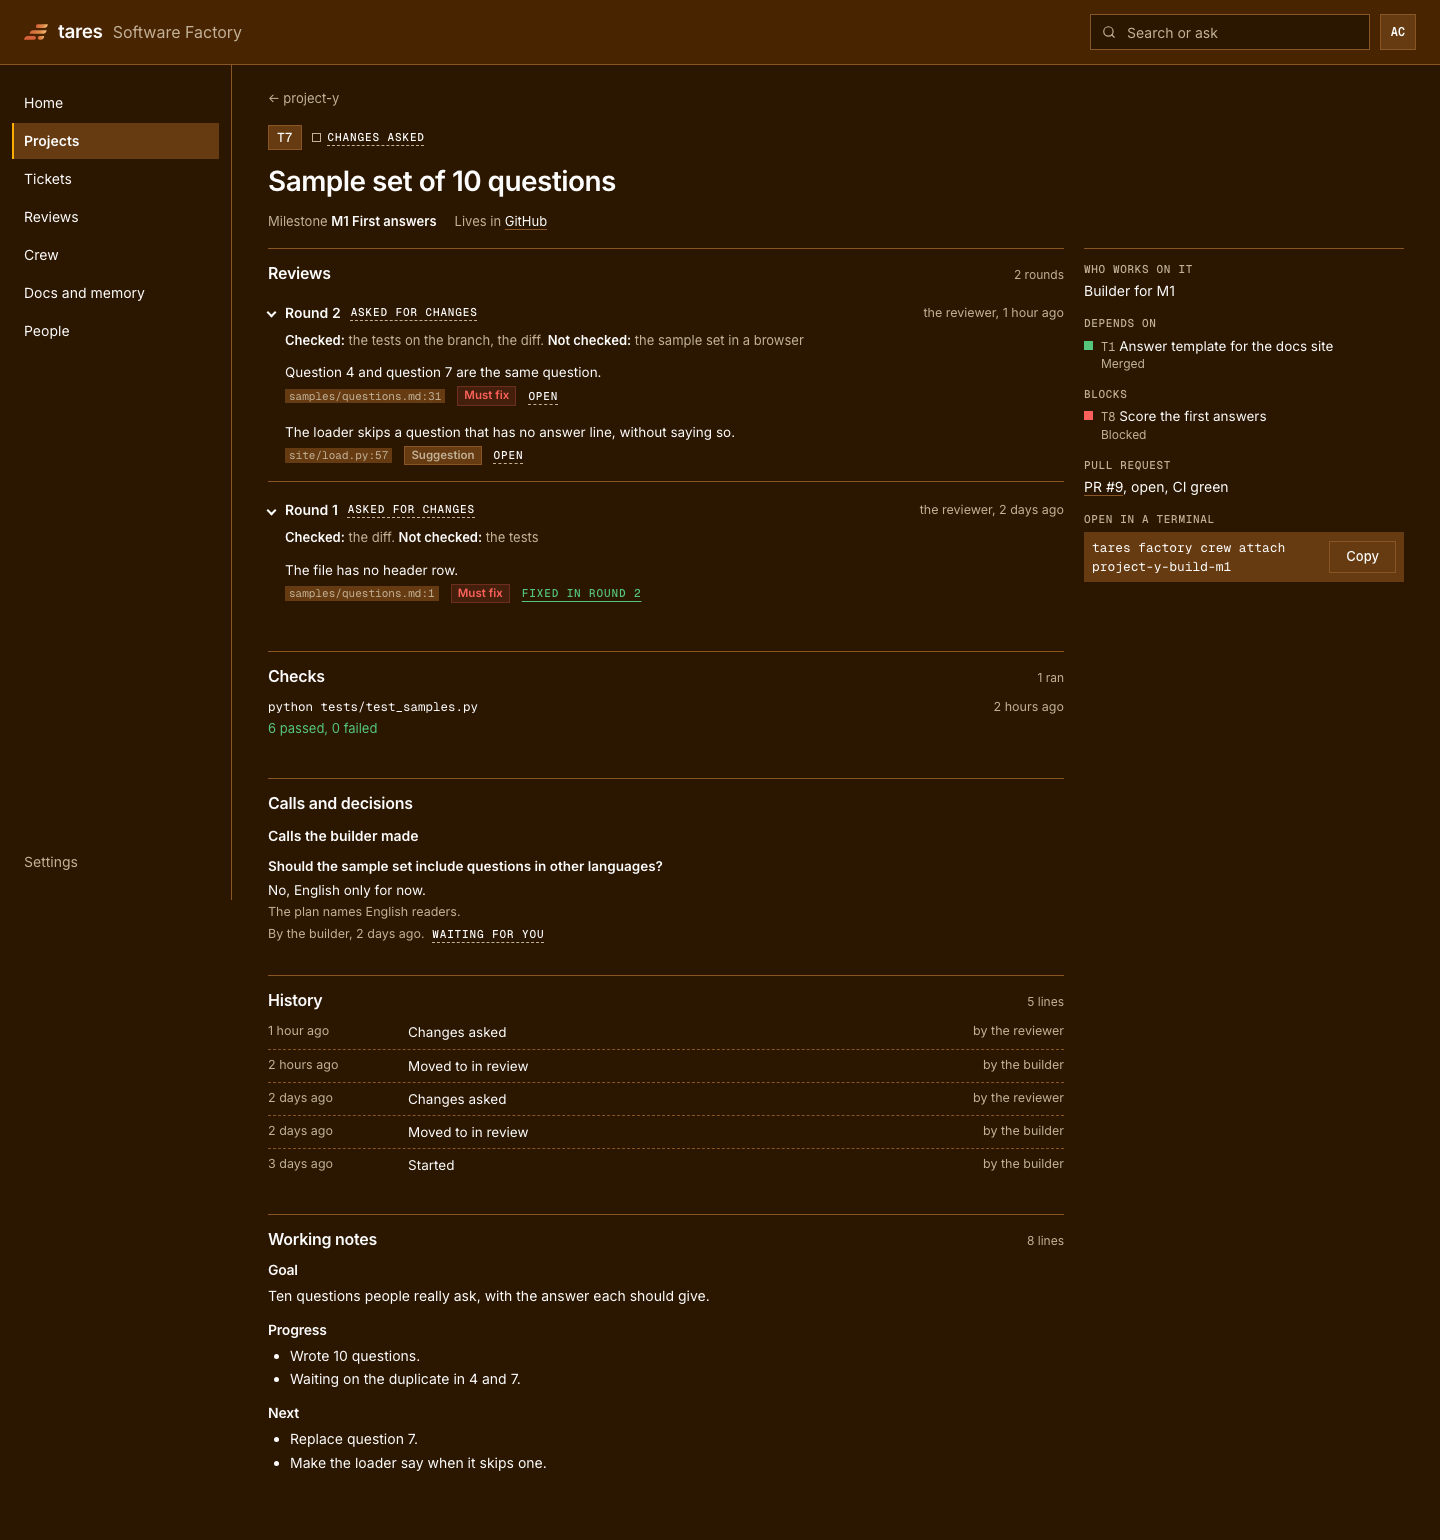 tares Software Factory
Search or ask
AC
Home
Projects
Tickets
Reviews
Crew
Docs and memory
People
Settings
← project-y
T7 CHANGES ASKED
Sample set of 10 questions
Milestone M1 First answers Lives in GitHub
Reviews 2 rounds
Round 2 ASKED FOR CHANGES the reviewer, 1 hour ago
Checked: the tests on the branch, the diff. Not checked: the sample set in a browser
Question 4 and question 7 are the same question.
samples/questions.md:31 Must fix OPEN
The loader skips a question that has no answer line, without saying so.
site/load.py:57 Suggestion OPEN
Round 1 ASKED FOR CHANGES the reviewer, 2 days ago
Checked: the diff. Not checked: the tests
The file has no header row.
samples/questions.md:1 Must fix FIXED IN ROUND 2
Checks 1 ran
python tests/test_samples.py 2 hours ago
6 passed, 0 failed
Calls and decisions
Calls the builder made
Should the sample set include questions in other languages?
No, English only for now.
The plan names English readers.
By the builder, 2 days ago. WAITING FOR YOU
History 5 lines
1 hour ago Changes asked by the reviewer
2 hours ago Moved to in review by the builder
2 days ago Changes asked by the reviewer
2 days ago Moved to in review by the builder
3 days ago Started by the builder
Working notes 8 lines
Goal
Ten questions people really ask, with the answer each should give.
Progress
Wrote 10 questions.
Waiting on the duplicate in 4 and 7.
Next
Replace question 7.
Make the loader say when it skips one.
WHO WORKS ON IT
Builder for M1
DEPENDS ON
T1 Answer template for the docs site
Merged
BLOCKS
T8 Score the first answers
Blocked
PULL REQUEST
PR #9, open, CI green
OPEN IN A TERMINAL
tares factory crew attach
project-y-build-m1
Copy